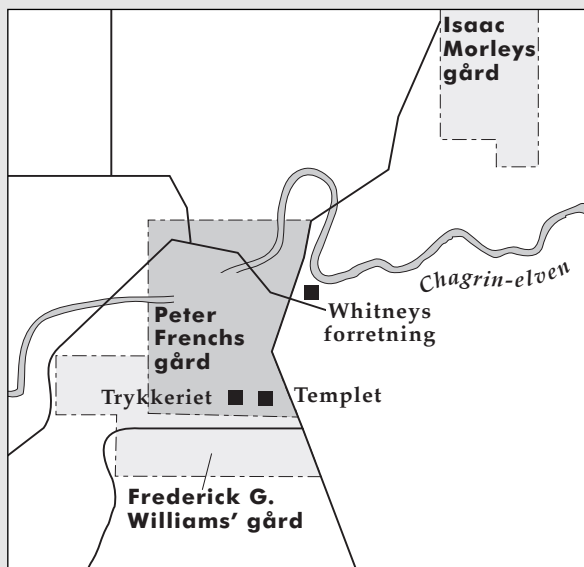 Isaac
Morleys
gård
Chagrin-elven
Whitneys
forretning
Peter
Frenchs
gård
Trykkeriet
Templet
Frederick G.
Williams’ gård